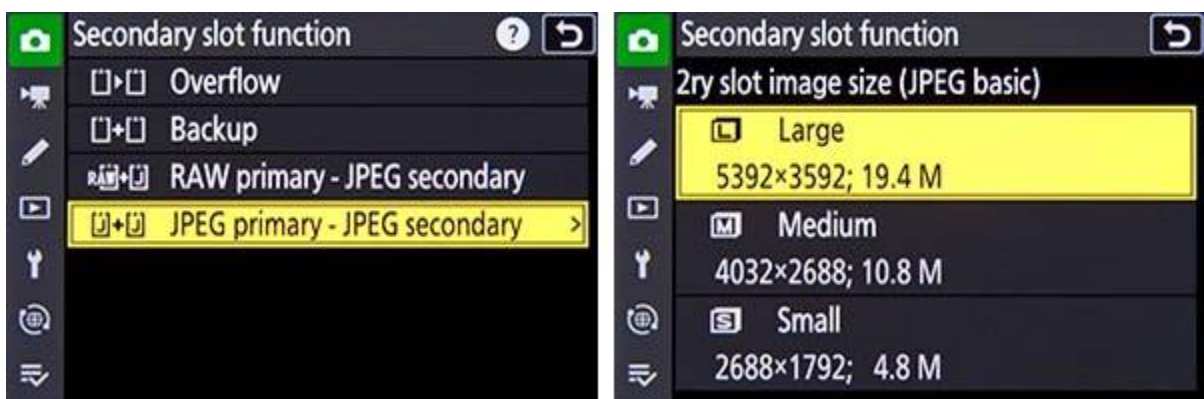 Secondary slot function
Overflow
Backup
RAW primary - JPEG secondary
JPEG primary - JPEG secondary
Secondary slot function
2ry slot image size (JPEG basic)
L Large
5392×3592; 19.4 M
M Medium
4032×2688; 10.8 M
S Small
2688×1792; 4.8 M